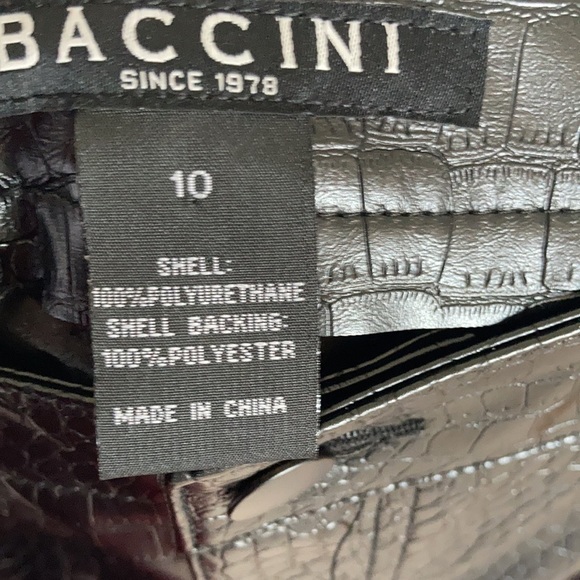 BACCINI
SINCE 1978
10
SHELL:
100%POLYURETHANE
SHELL BACKING:
100%POLYESTER
MADE IN CHINA